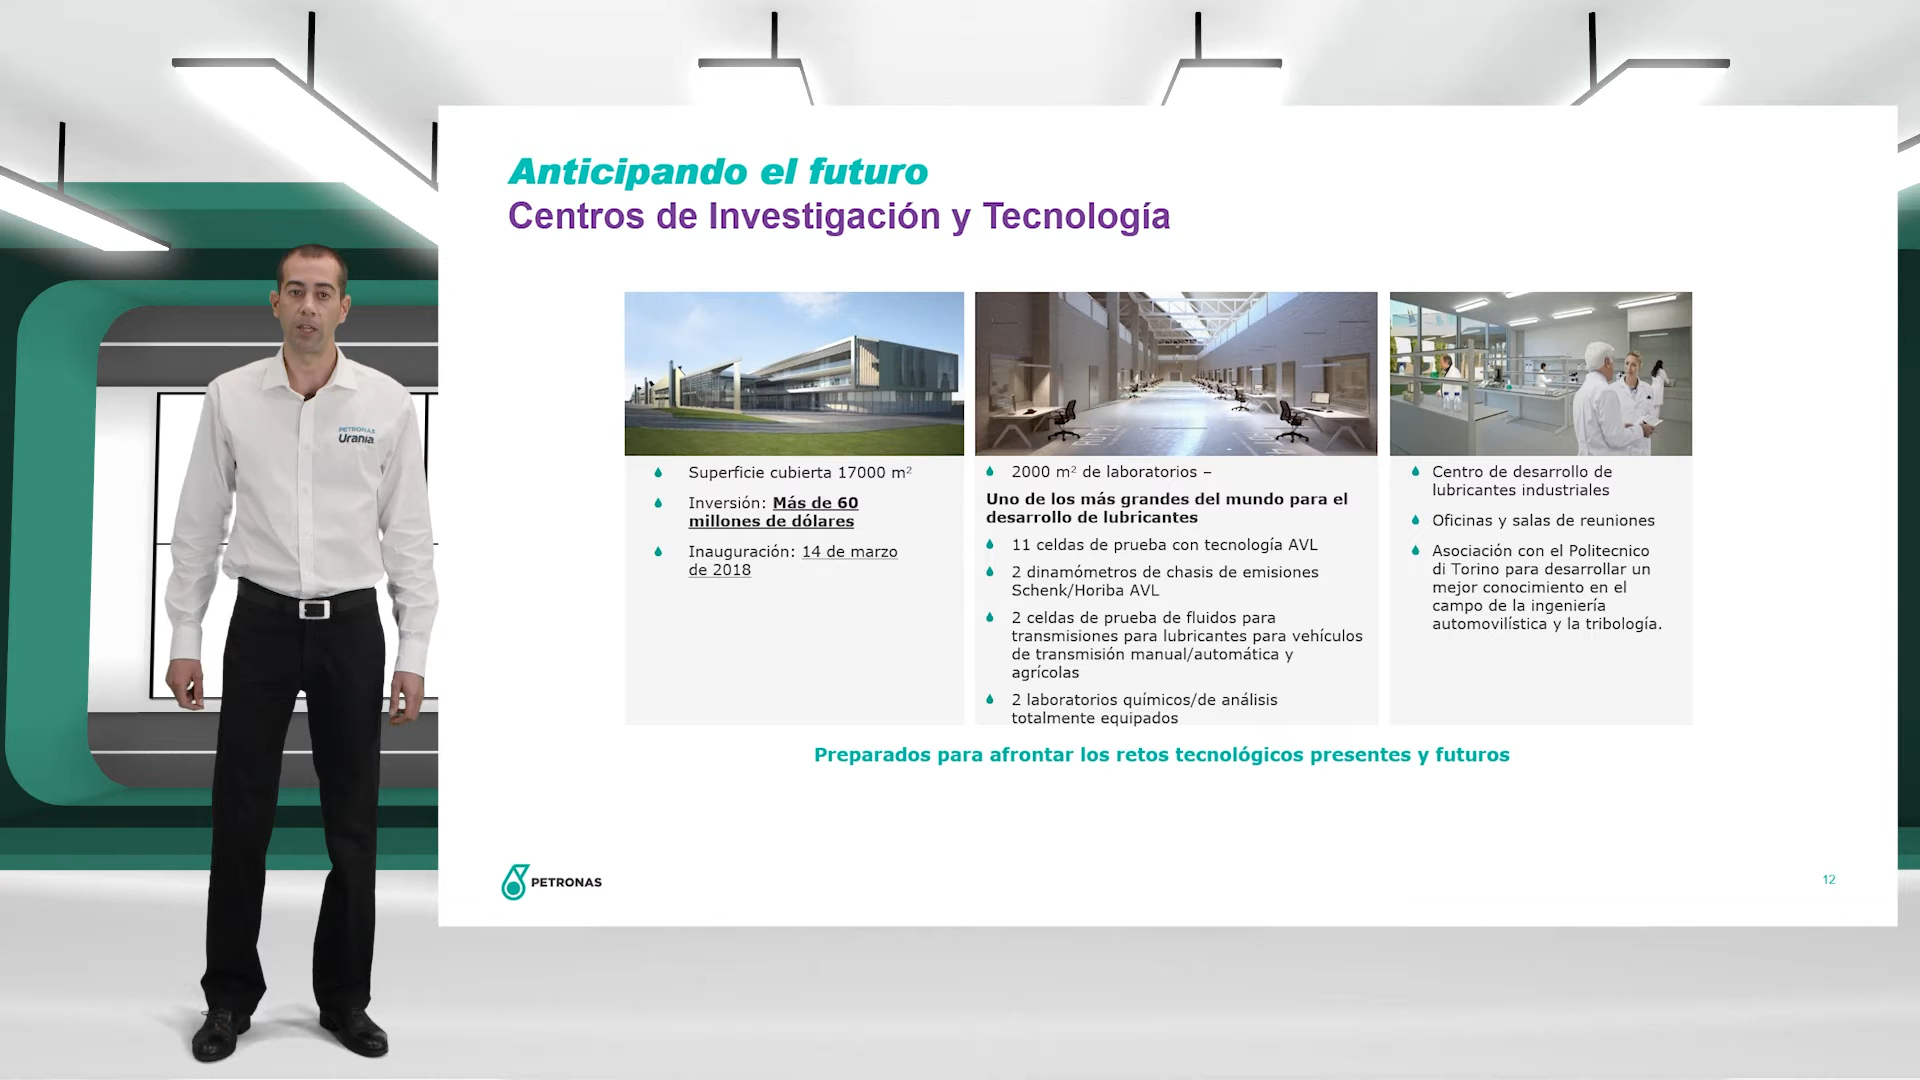 Anticipando el futuro
Centros de Investigación y Tecnología
Superficie cubierta 17000 m²
Inversión: Más de 60
millones de dólares
Inauguración: 14 de marzo
de 2018
2000 m² de laboratorios –
Uno de los más grandes del mundo para el
desarrollo de lubricantes
11 celdas de prueba con tecnología AVL
2 dinamómetros de chasis de emisiones
Schenk/Horiba AVL
2 celdas de prueba de fluidos para
transmisiones para lubricantes para vehículos
de transmisión manual/automática y
agrícolas
2 laboratorios químicos/de análisis
totalmente equipados
Centro de desarrollo de
lubricantes industriales
Oficinas y salas de reuniones
Asociación con el Politecnico
di Torino para desarrollar un
mejor conocimiento en el
campo de la ingeniería
automovilística y la tribología.
Preparados para afrontar los retos tecnológicos presentes y futuros
PETRONAS
12
PETRONAS
Urania